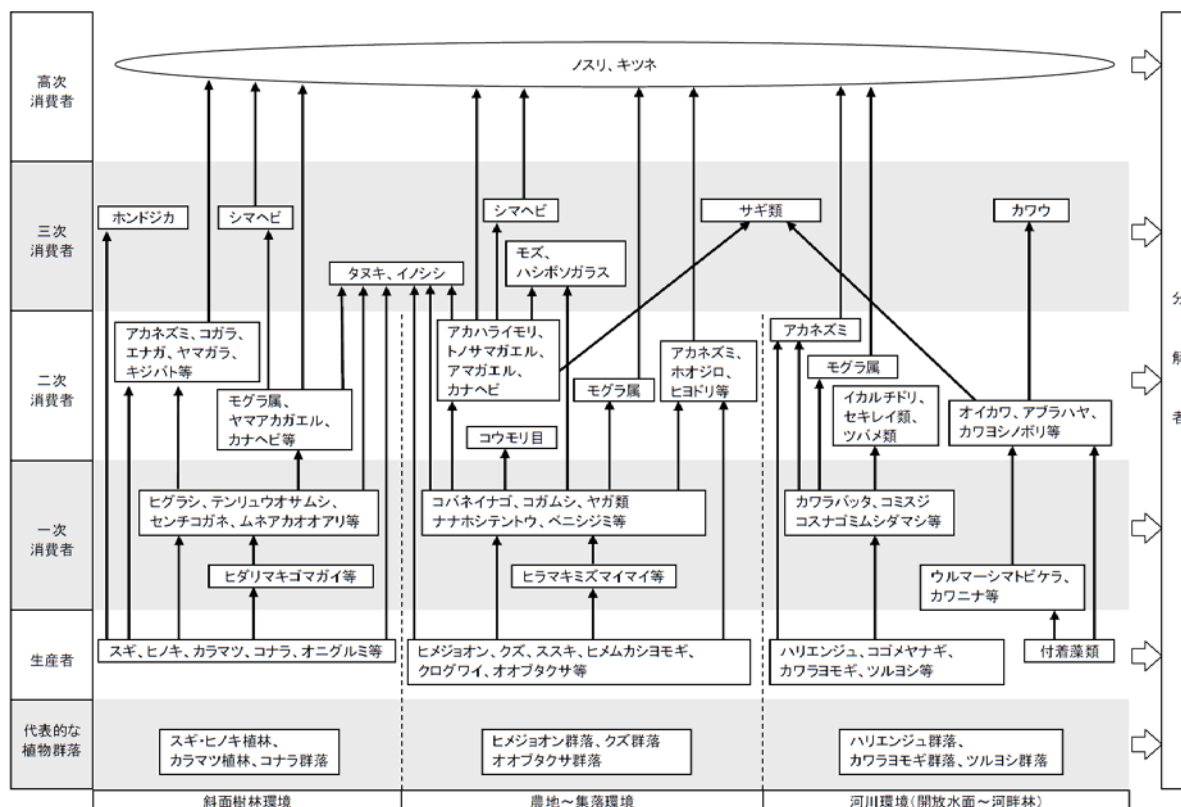 高次
消費者
ノスリ、キツネ
三次
消費者
ホンドジカ
シマヘビ
シマヘビ
サギ類
カワウ
モズ、
ハシボソガラス
タヌキ、イノシシ
二次
消費者
アカネズミ、コガラ、
エナガ、ヤマガラ、
キジバト等
モグラ属、
ヤマアカガエル、
カナヘビ等
アカハライモリ、
トノサマガエル、
アマガエル、
カナヘビ
コウモリ目
モグラ属
アカネズミ、
ホオジロ、
ヒヨドリ等
アカネズミ
モグラ属
イカルチドリ、
セキレイ類、
ツバメ類
オイカワ、アブラハヤ、
カワヨシノボリ等
一次
消費者
ヒグラシ、テンリュウオサムシ、
センチコガネ、ムネアカオオアリ等
ヒダリマキゴマガイ等
コバネイナゴ、コガムシ、ヤガ類
ナナホシテントウ、ベニシジミ等
ヒラマキミズマイマイ等
カワラバッタ、コミスジ
コスナゴミムシダマシ等
ウルマーシマトビケラ、
カワニナ等
生産者
スギ、ヒノキ、カラマツ、コナラ、オニグルミ等
ヒメジョオン、クズ、ススキ、ヒメムカシヨモギ、
クログワイ、オオブタクサ等
ハリエンジュ、コゴメヤナギ、
カワラヨモギ、ツルヨシ等
付着藻類
代表的な
植物群落
スギ・ヒノキ植林、
カラマツ植林、コナラ群落
ヒメジョオン群落、クズ群落
オオブタクサ群落
ハリエンジュ群落、
カワラヨモギ群落、ツルヨシ群落
斜面樹林環境
農地～集落環境
河川環境(開放水面～河畔林)
分
解
者